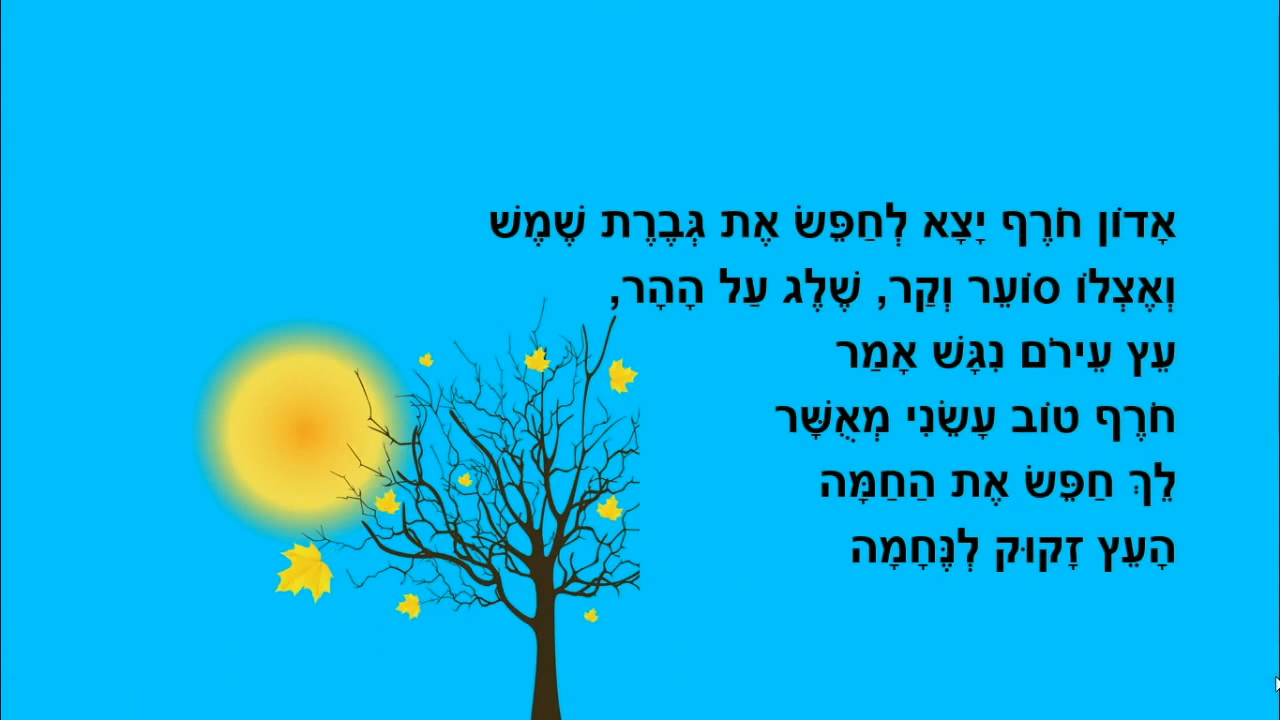 אָדוֹן חֹרֶף יָצָא לְחַפֵּשׂ אֶת גְּבֶרֶת שֶׁמֶשׁ
וְאֶצְלוֹ סוֹעֵר וְקַר, שֶׁלֶג עַל הָהָר,
עֵץ עֵירֹם נִגָּשׁ אָמַר
חֹרֶף טוֹב עָשֵׂנִי מְאֻשָּׁר
לֵךְ חַפֵּשׂ אֶת הַחַמָּה
הָעֵץ זָקוּק לְנֶּחָמָה